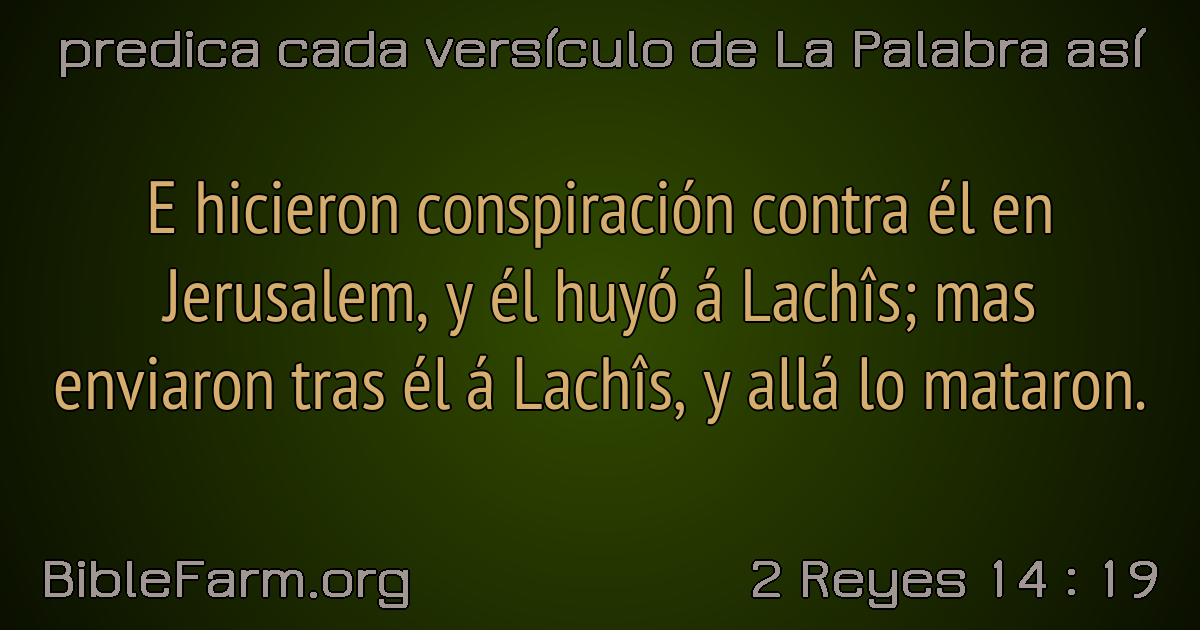 predica cada versículo de La Palabra así
E hicieron conspiración contra él en
Jerusalem, y él huyó á Lachîs; mas
enviaron tras él á Lachîs, y allá lo mataron.
BibleFarm.org
2 Reyes 14 : 19